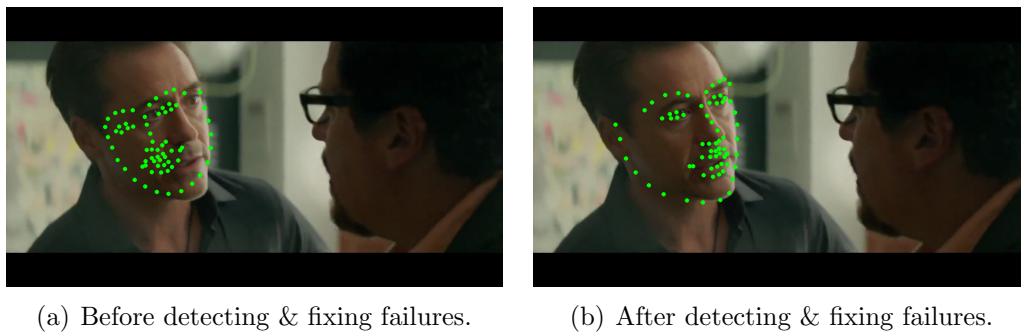 (a) Before detecting & fixing failures.
(b) After detecting & fixing failures.